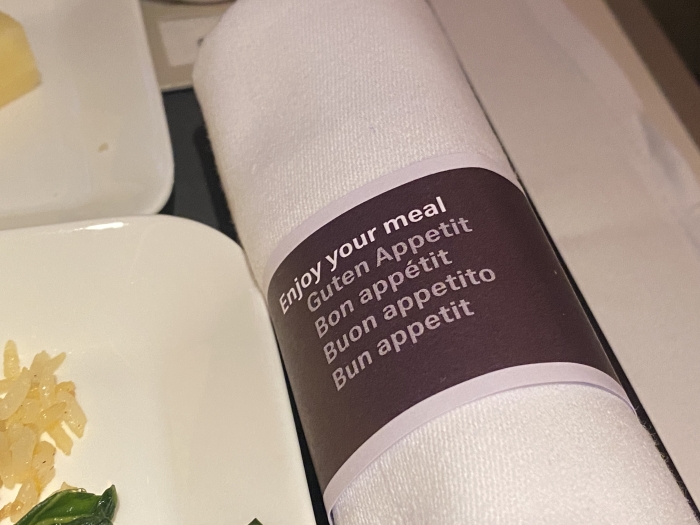 Enjoy your meal
Guten Appetit
Bon appétit
Buon appetito
Bun appetit